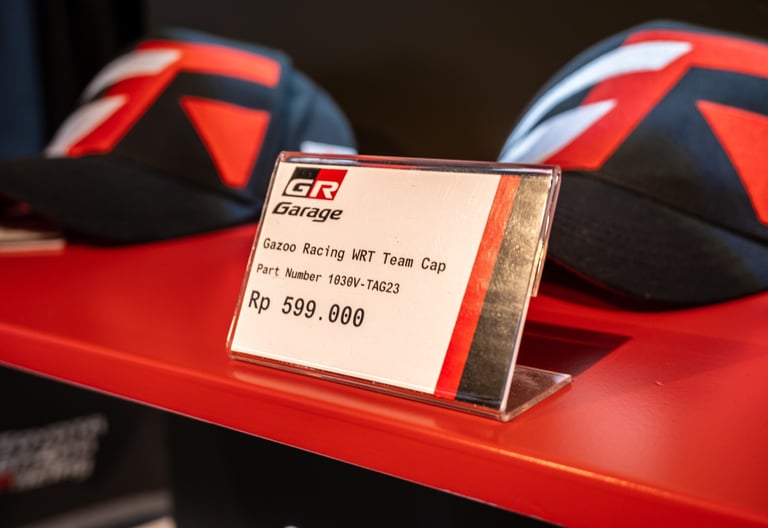 GR
Garage
Gazoo Racing WRT Team Cap
Part Number 1030V-TAG23
Rp 599.000